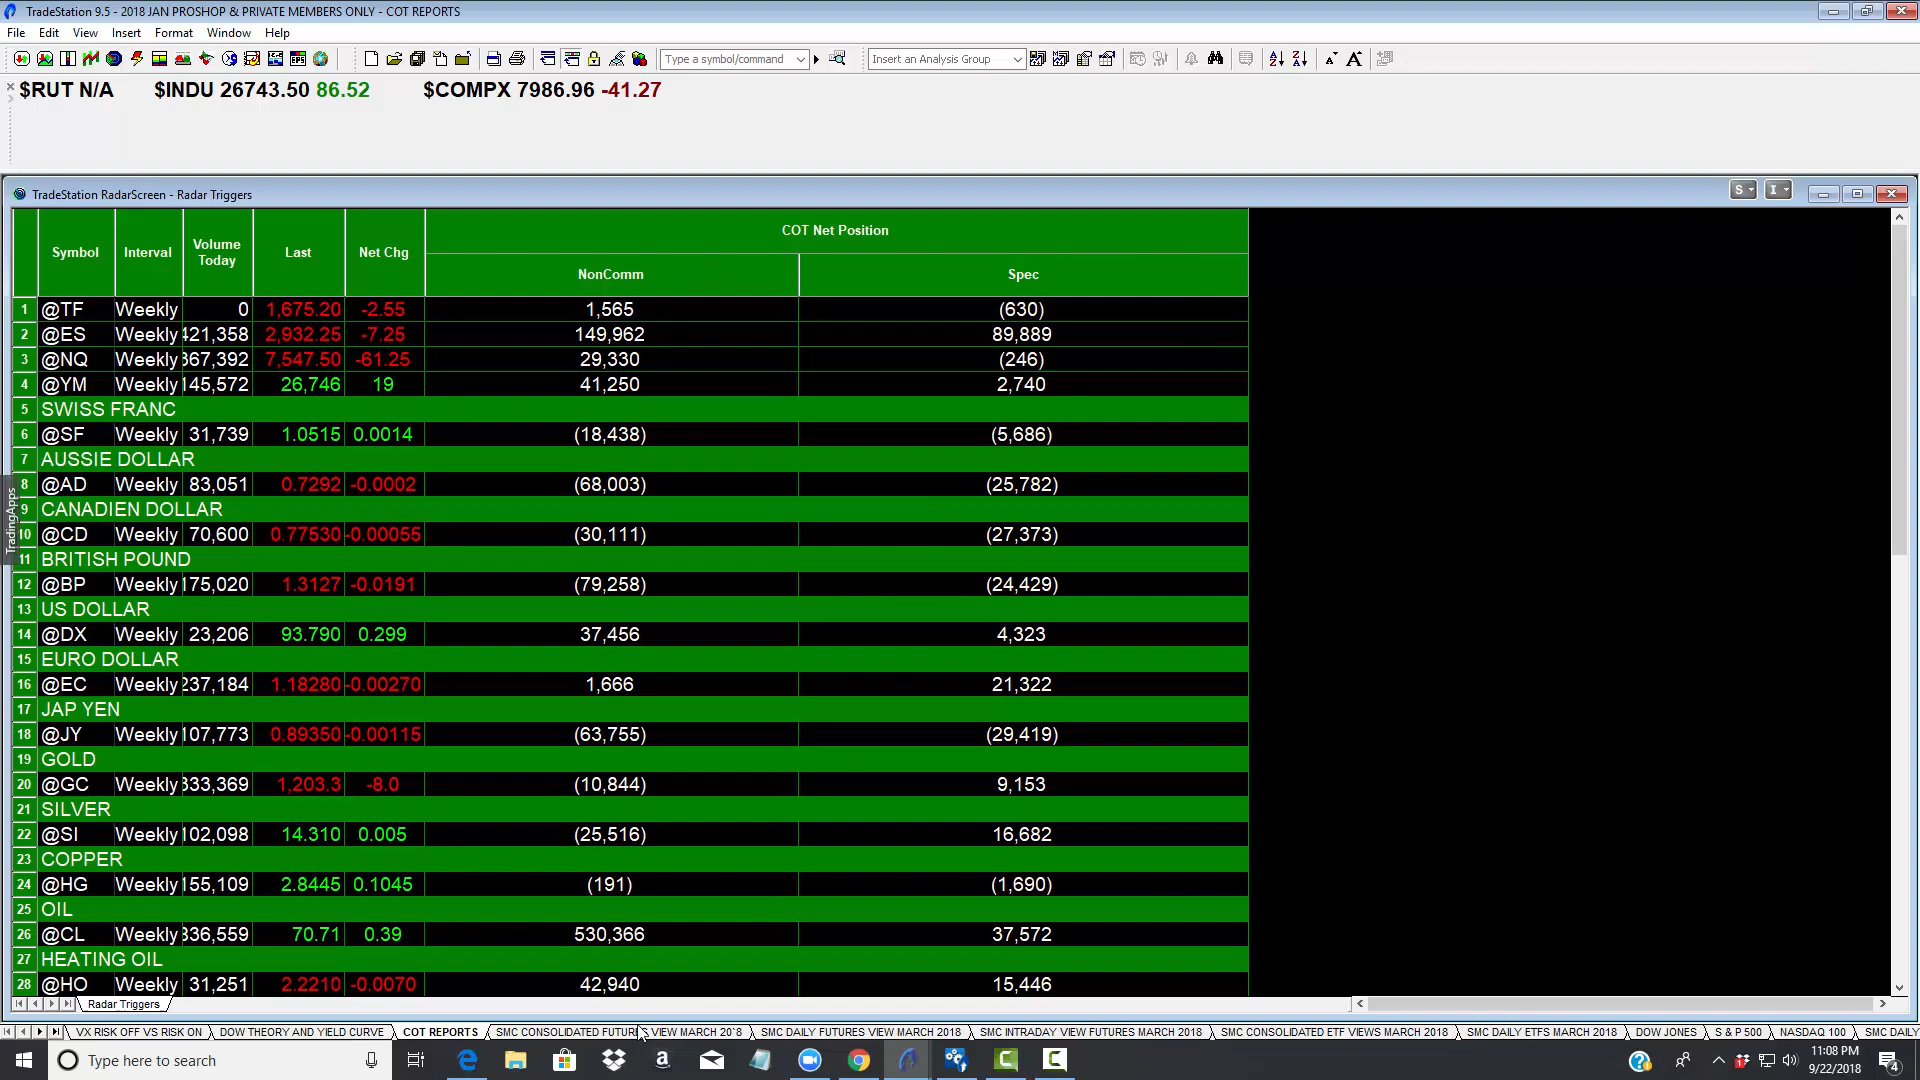 TradeStation 9.5 - 2018 JAN PROSHOP & PRIVATE MEMBERS ONLY - COT REPORTS
File Edit View Insert Format Window Help
Type a symbol/command Insert an Analysis Group
$RUT N/A $INDU 26743.50 86.52 $COMPX 7986.96 -41.27
TradeStation RadarScreen - Radar Triggers S I
COT Net Position
Symbol Interval Volume Today Last Net Chg
NonComm Spec
1 @TF Weekly 0 1,675.20 -2.55 1,565 (630)
2 @ES Weekly 421,358 2,932.25 -7.25 149,962 89,889
3 @NQ Weekly 367,392 7,547.50 -61.25 29,330 (246)
4 @YM Weekly 145,572 26,746 19 41,250 2,740
5 SWISS FRANC
6 @SF Weekly 31,739 1.0515 0.0014 (18,438) (5,686)
7 AUSSIE DOLLAR
8 @AD Weekly 83,051 0.7292 -0.0002 (68,003) (25,782)
9 CANADIEN DOLLAR
10 @CD Weekly 70,600 0.77530 -0.00055 (30,111) (27,373)
11 BRITISH POUND
12 @BP Weekly 175,020 1.3127 -0.0191 (79,258) (24,429)
13 US DOLLAR
14 @DX Weekly 23,206 93.790 0.299 37,456 4,323
15 EURO DOLLAR
16 @EC Weekly 237,184 1.18280 -0.00270 1,666 21,322
17 JAP YEN
18 @JY Weekly 107,773 0.89350 -0.00115 (63,755) (29,419)
19 GOLD
20 @GC Weekly 333,369 1,203.3 -8.0 (10,844) 9,153
21 SILVER
22 @SI Weekly 102,098 14.310 0.005 (25,516) 16,682
23 COPPER
24 @HG Weekly 155,109 2.8445 0.1045 (191) (1,690)
25 OIL
26 @CL Weekly 336,559 70.71 0.39 530,366 37,572
27 HEATING OIL
28 @HO Weekly 31,251 2.2210 -0.0070 42,940 15,446
TradingApps
Radar Triggers
VX RISK OFF VS RISK ON DOW THEORY AND YIELD CURVE COT REPORTS SMC CONSOLIDATED FUTURES VIEW MARCH 20'8 SMC DAILY FUTURES VIEW MARCH 2018 SMC INTRADAY VIEW FUTURES MARCH 2018 SMC CONSOLIDATED ETF VIEWS MARCH 2018 SMC DAILY ETFS MARCH 2018 DOW JONES S & P 500 NASDAQ 100 SMC DAILY
Type here to search
11:08 PM
9/22/2018
4